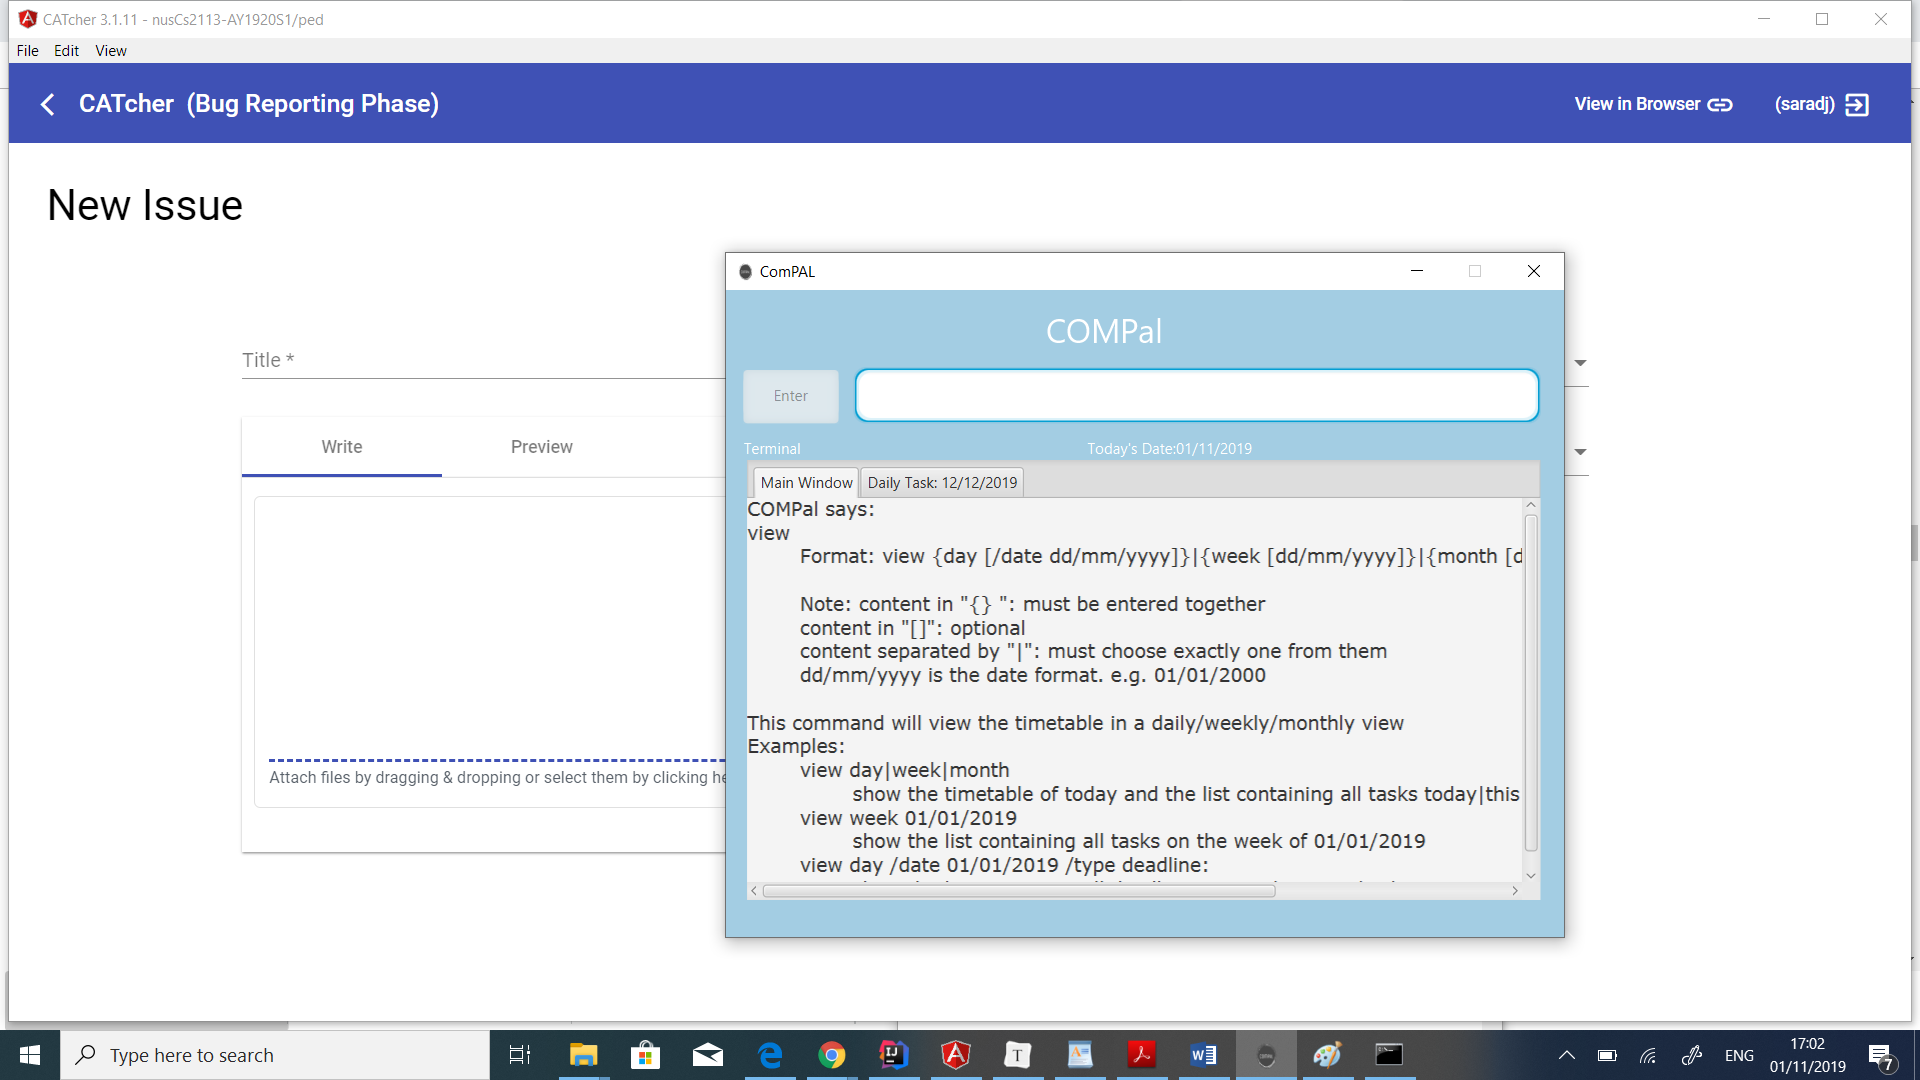 CATcher 3.1.11 - nusCs2113-AY1920S1/ped
File Edit View
CATcher (Bug Reporting Phase)
View in Browser
(saradj)
New Issue
Title *
Write
Preview
Attach files by dragging & dropping or select them by clicking he
ComPAL
COMPal
Enter
Terminal
Today's Date:01/11/2019
Main Window
Daily Task: 12/12/2019
COMPal says:
view
Format: view {day [/date dd/mm/yyyy]}|{week [dd/mm/yyyy]}|{month [d
Note: content in "{} ": must be entered together
content in "[]": optional
content separated by "|": must choose exactly one from them
dd/mm/yyyy is the date format. e.g. 01/01/2000
This command will view the timetable in a daily/weekly/monthly view
Examples:
view day|week|month
show the timetable of today and the list containing all tasks today|this
view week 01/01/2019
show the list containing all tasks on the week of 01/01/2019
view day /date 01/01/2019 /type deadline:
Type here to search
ENG
17:02
01/11/2019
7